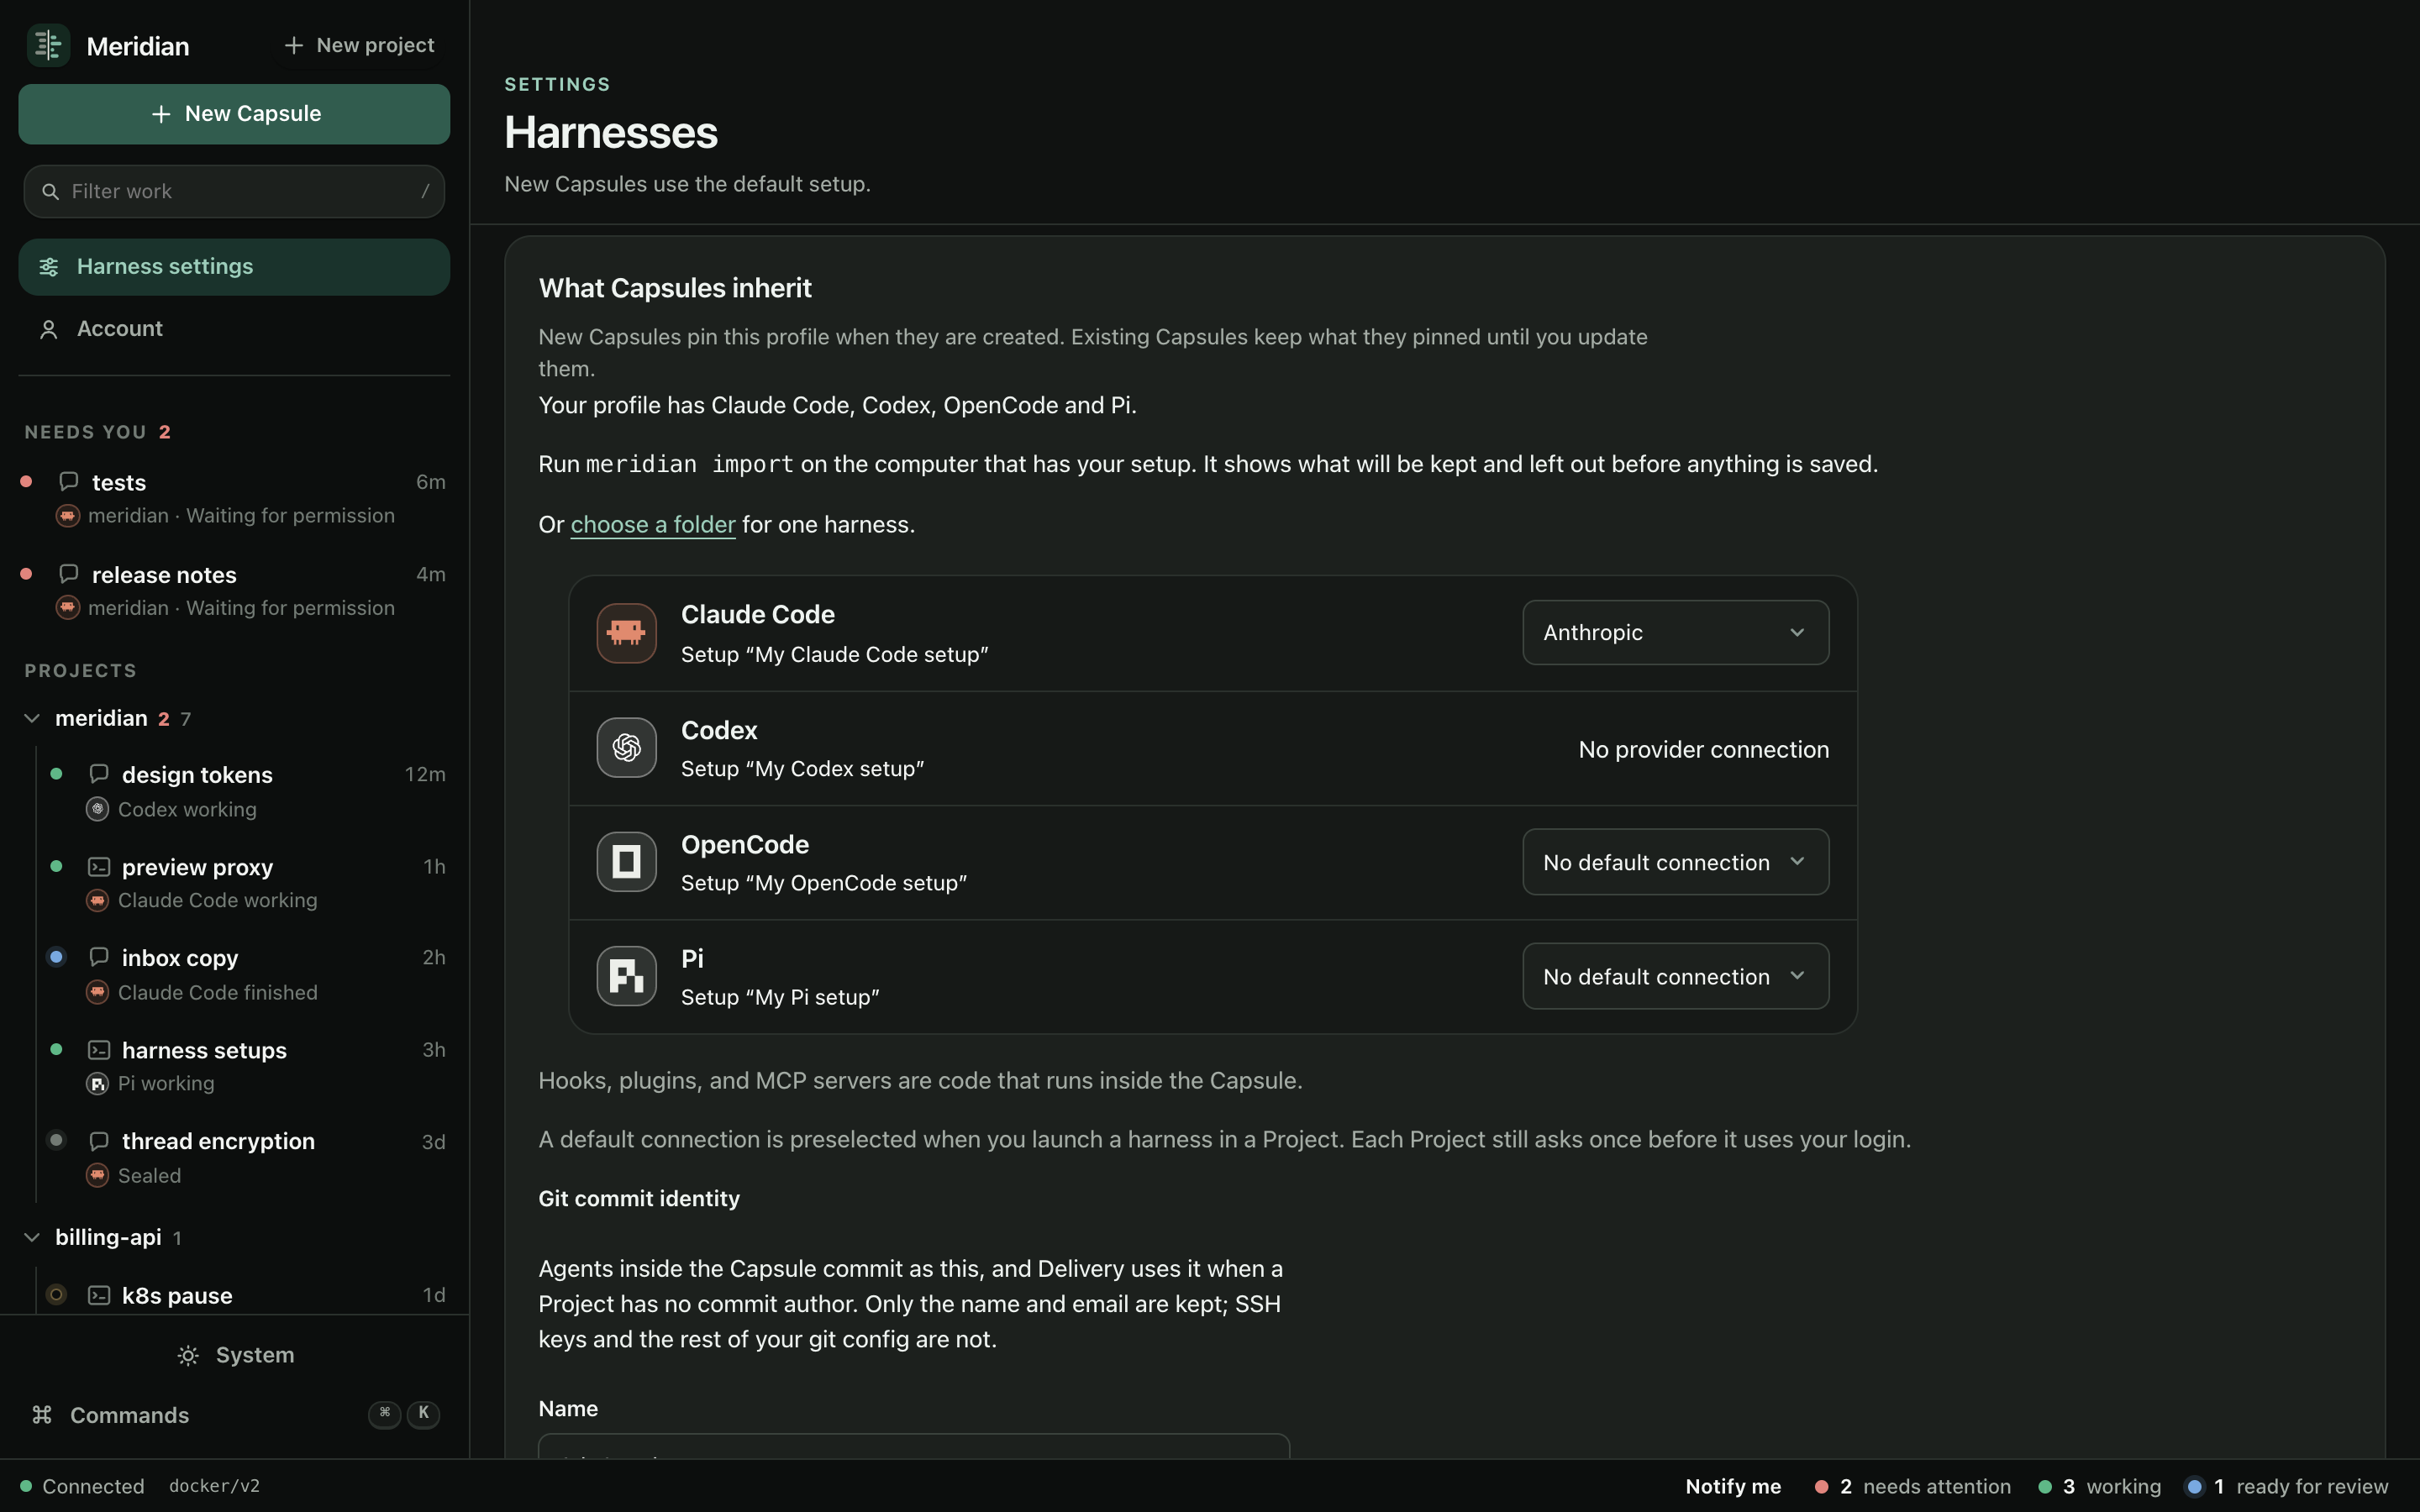 Meridian
New project
New Capsule
Filter work
/
Harness settings
Account
NEEDS YOU 2
tests 6m
meridian · Waiting for permission
release notes 4m
meridian · Waiting for permission
PROJECTS
meridian 2 7
design tokens 12m
Codex working
preview proxy 1h
Claude Code working
inbox copy 2h
Claude Code finished
harness setups 3h
Pi working
thread encryption 3d
Sealed
billing-api 1
k8s pause 1d
System
Commands ⌘ K
SETTINGS
Harnesses
New Capsules use the default setup.
What Capsules inherit
New Capsules pin this profile when they are created. Existing Capsules keep what they pinned until you update
them.
Your profile has Claude Code, Codex, OpenCode and Pi.
Run meridian import on the computer that has your setup. It shows what will be kept and left out before anything is saved.
Or choose a folder for one harness.
Claude Code
Setup “My Claude Code setup”
Anthropic
Codex
Setup “My Codex setup”
No provider connection
OpenCode
Setup “My OpenCode setup”
No default connection
Pi
Setup “My Pi setup”
No default connection
Hooks, plugins, and MCP servers are code that runs inside the Capsule.
A default connection is preselected when you launch a harness in a Project. Each Project still asks once before it uses your login.
Git commit identity
Agents inside the Capsule commit as this, and Delivery uses it when a
Project has no commit author. Only the name and email are kept; SSH
keys and the rest of your git config are not.
Name
Connected docker/v2
Notify me
2 needs attention
3 working
1 ready for review